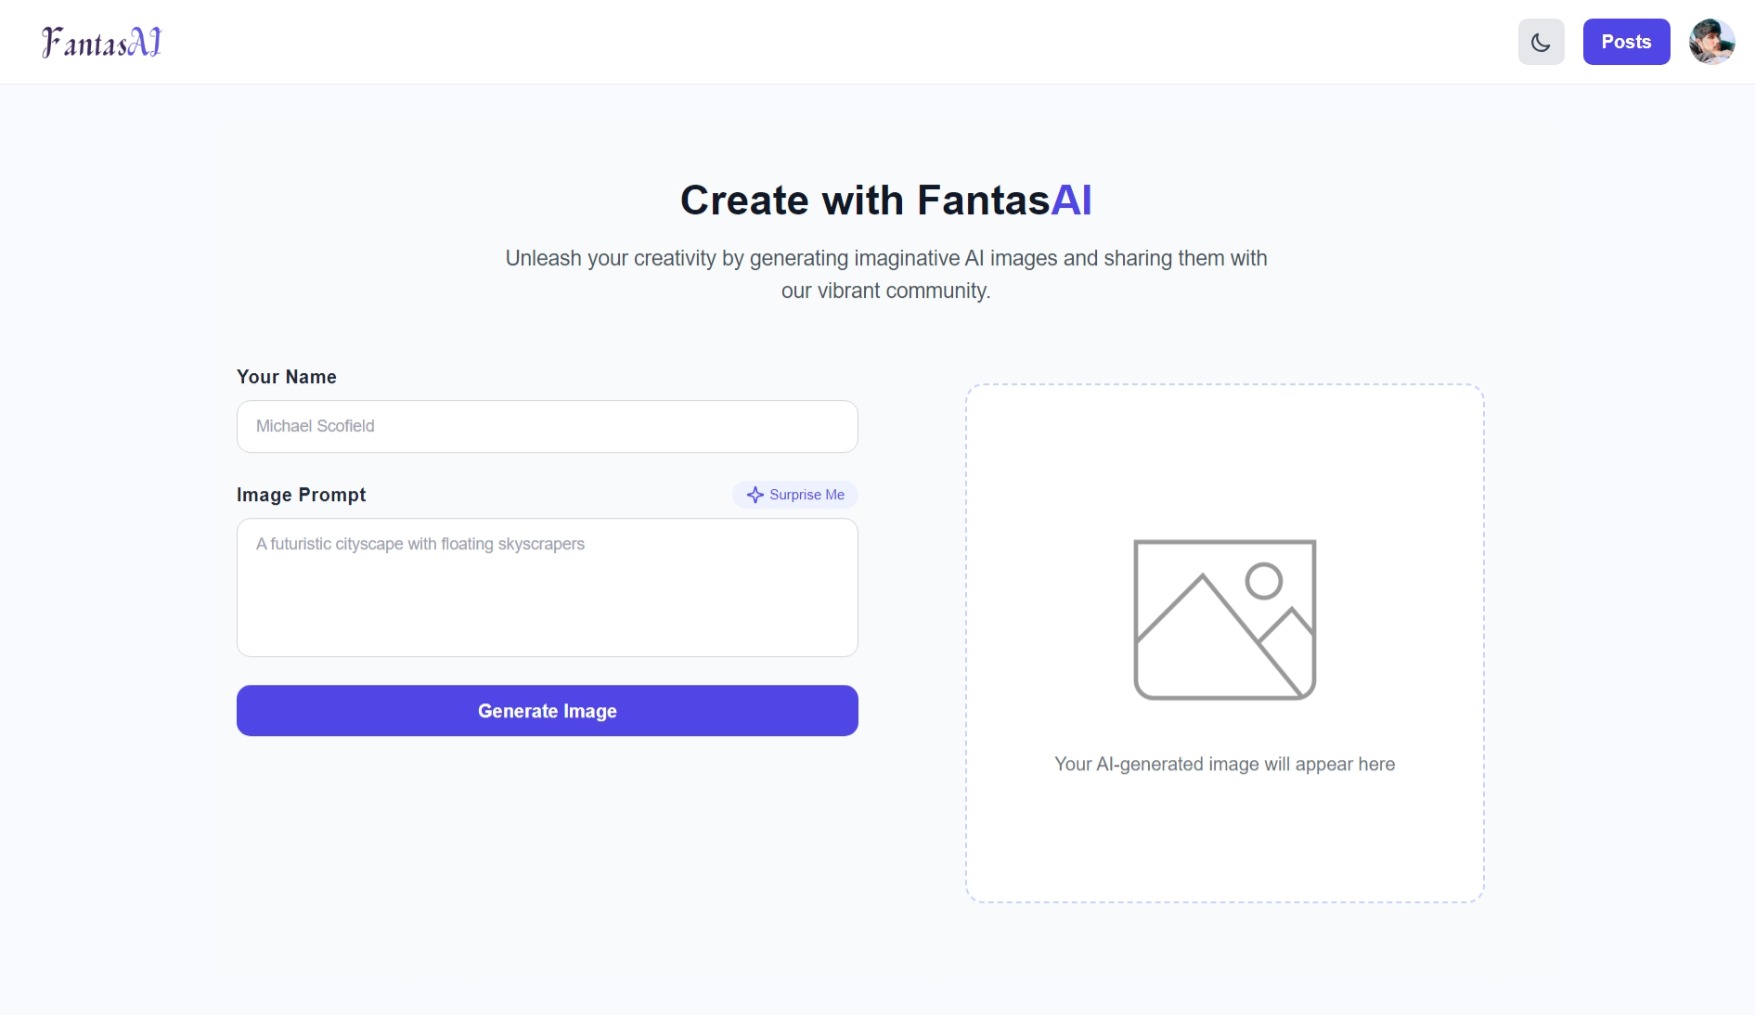 FantasAI
Posts
Create with FantasAI
Unleash your creativity by generating imaginative AI images and sharing them with
our vibrant community.
Your Name
Michael Scofield
Image Prompt
Surprise Me
A futuristic cityscape with floating skyscrapers
Generate Image
Your AI-generated image will appear here